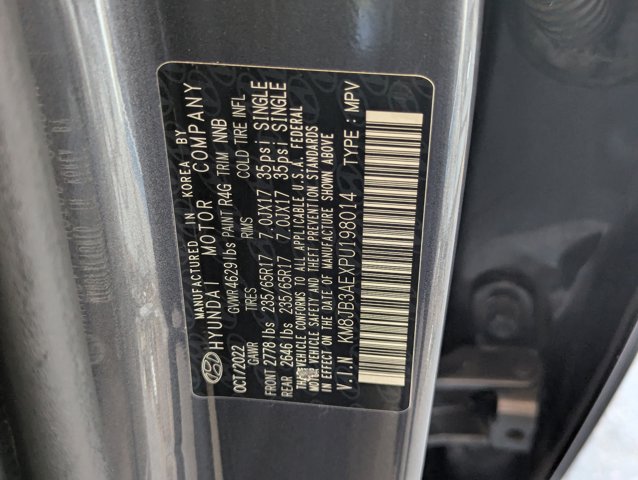 MANUFACTURED IN KOREA BY
HYUNDAI MOTOR COMPANY
OCT/2022 GVWR 4629 lbs PAINT R4G TRIM NNB
GAWR TIRES RIMS COLD TIRE INFL
FRONT 2778 lbs 235/65R17 7.0JX17 35psi SINGLE
REAR 2646 lbs 235/65R17 7.0JX17 35psi SINGLE
THIS VEHICLE CONFORMS TO ALL APPLICABLE U.S.A. FEDERAL
MOTOR VEHICLE SAFETY AND THEFT PREVENTION STANDARDS
IN EFFECT ON THE DATE OF MANUFACTURE SHOWN ABOVE
V.I.N. KM8JB3AEXPU198014 TYPE : MPV